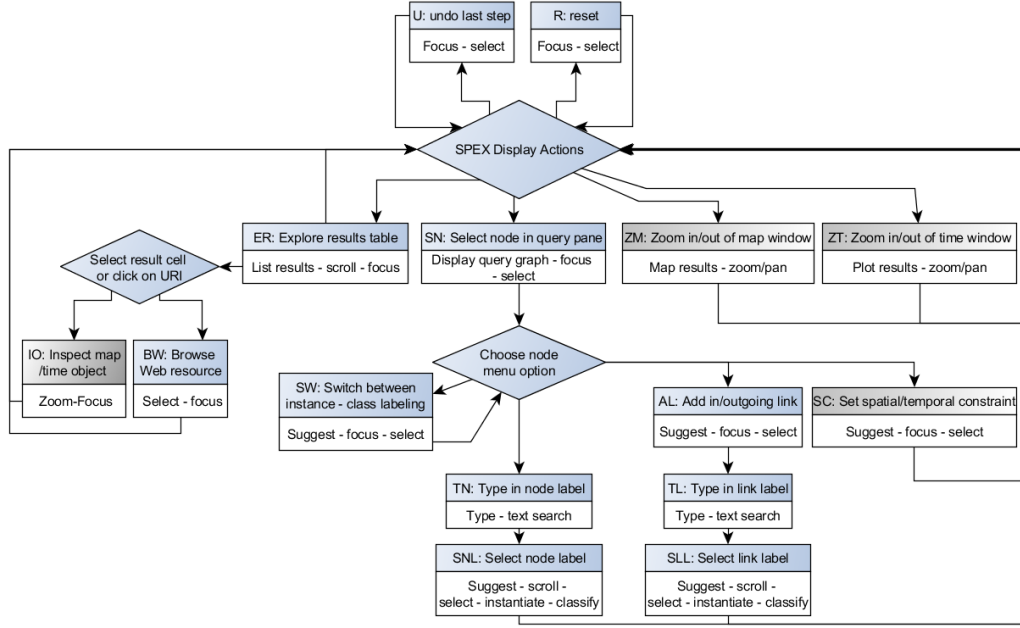 U: undo last step
Focus - select
R: reset
Focus - select
SPEX Display Actions
ER: Explore results table
List results - scroll - focus
SN: Select node in query pane
Display query graph - focus
- select
ZM: Zoom in/out of map window
Map results - zoom/pan
ZT: Zoom in/out of time window
Plot results - zoom/pan
Select result cell
or click on URI
IO: Inspect map
/time object
Zoom-Focus
BW: Browse
Web resource
Select - focus
Choose node
menu option
SW: Switch between
instance - class labeling
Suggest - focus - select
AL: Add in/outgoing link
Suggest - focus - select
SC: Set spatial/temporal constraint
Suggest - focus - select
TN: Type in node label
Type - text search
TL: Type in link label
Type - text search
SNL: Select node label
Suggest - scroll -
select - instantiate - classify
SLL: Select link label
Suggest - scroll -
select - instantiate - classify